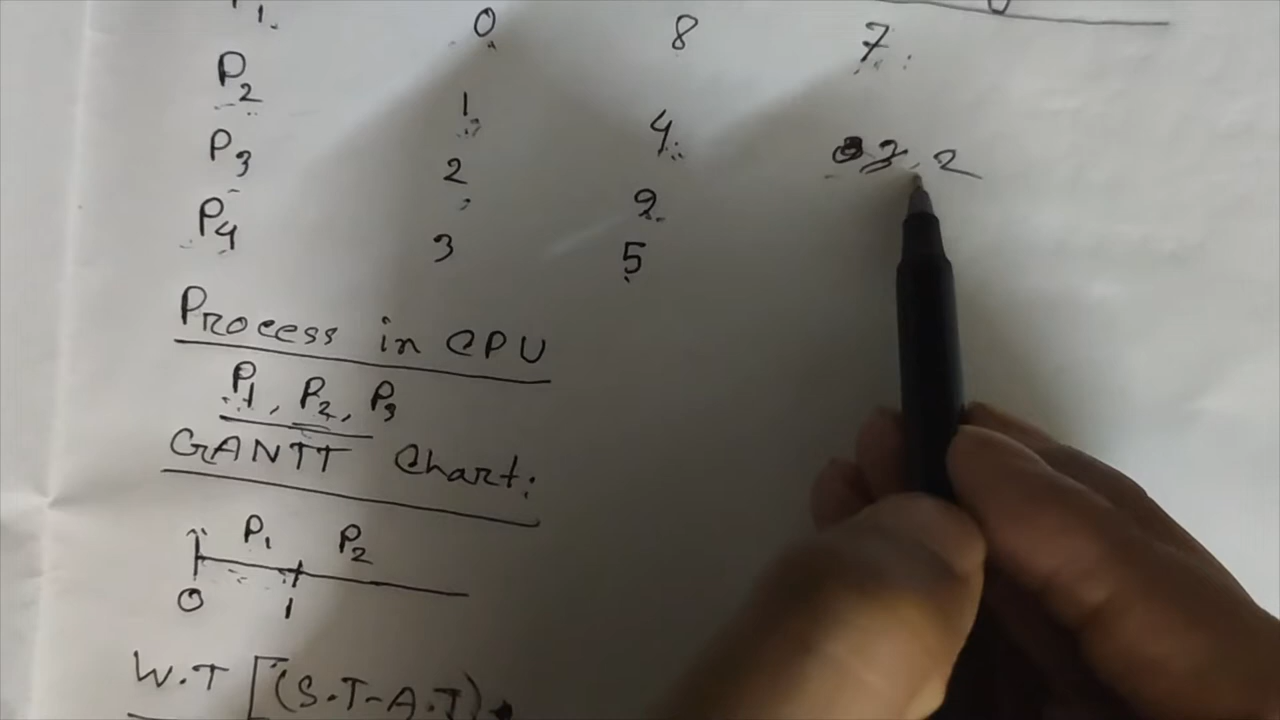 0 8 7
P2 1 4 3, 2
P3 2 9
P4 3 5
Process in CPU
P1, P2, P3
GANTT Chart:
P1 P2
0 1
W.T [(S.T-A.T)